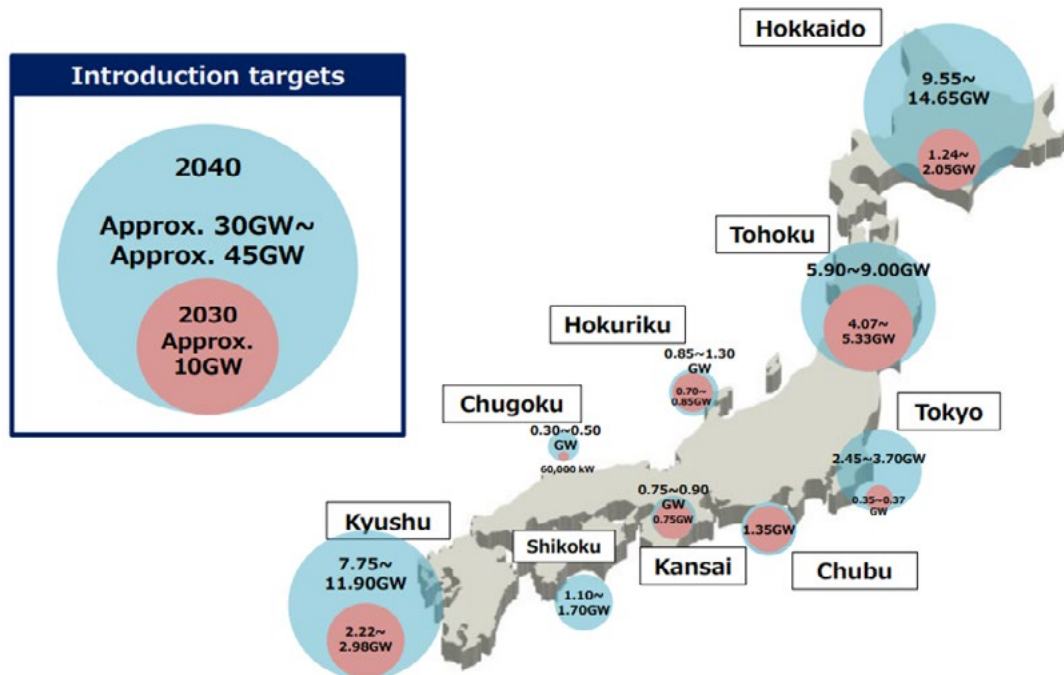 Introduction targets
2040
Approx. 30GW~
Approx. 45GW
2030
Approx.
10GW
Hokkaido
9.55~
14.65GW
1.24~
2.05GW
Tohoku
5.90~9.00GW
4.07~
5.33GW
Hokuriku
0.85~1.30
GW
0.70~
0.85GW
Chugoku
0.30~0.50
GW
60,000 kW
Tokyo
2.45~3.70GW
0.35~0.37
GW
Kyushu
7.75~
11.90GW
2.22~
2.98GW
Shikoku
1.10~
1.70GW
0.75~0.90
GW
0.75GW
Kansai
1.35GW
Chubu